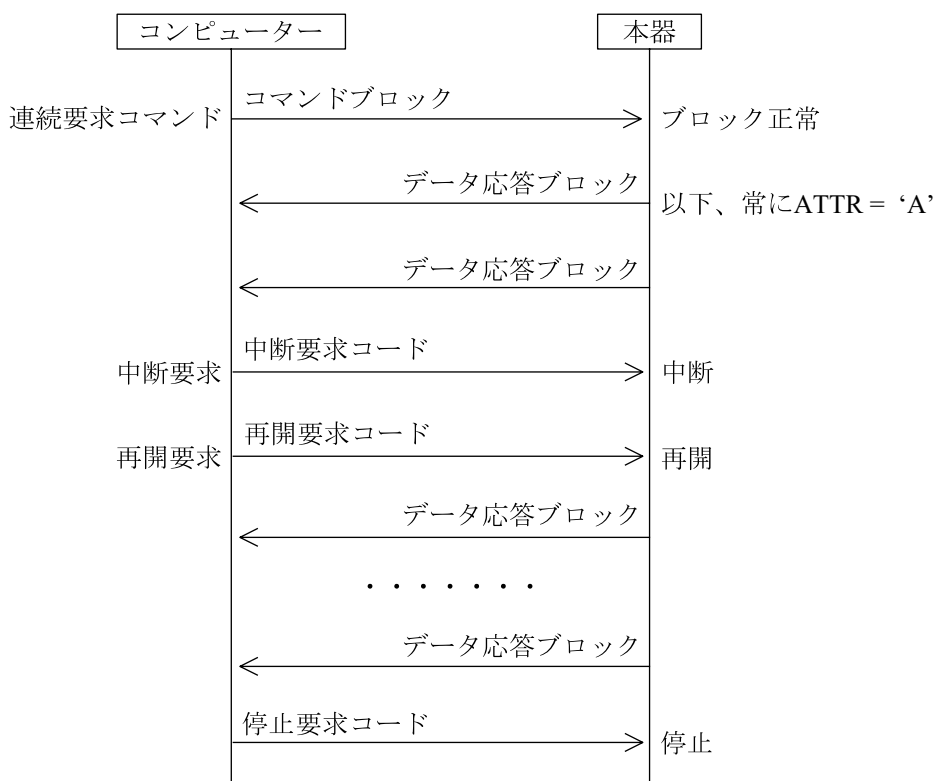 コンピューター
本器
コマンドブロック
連続要求コマンド
ブロック正常
データ応答ブロック
以下、常にATTR = ‘A’
データ応答ブロック
中断要求コード
中断要求
中断
再開要求コード
再開要求
再開
データ応答ブロック
・・・・・・・
データ応答ブロック
停止要求コード
停止